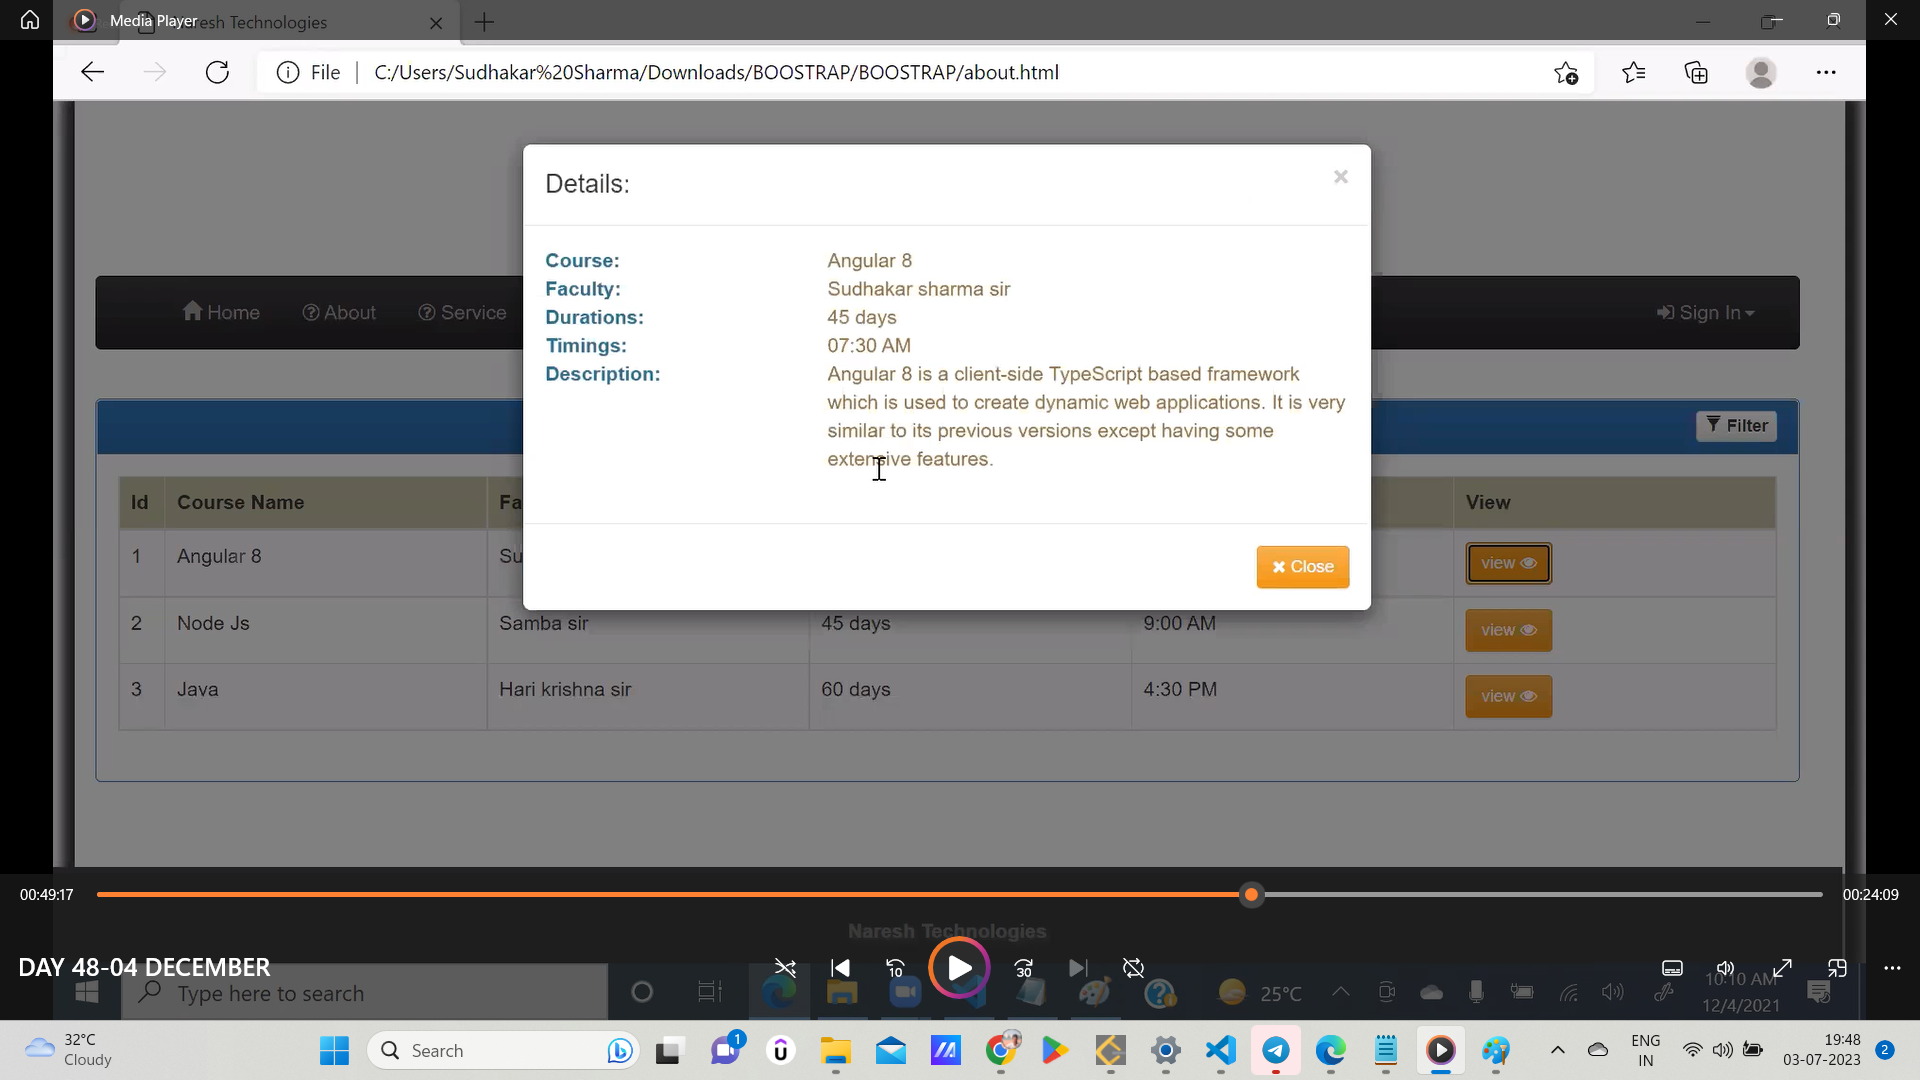 Media Player
Naresh Technologies
File
C:/Users/Sudhakar%20Sharma/Downloads/BOOSTRAP/BOOSTRAP/about.html
Details:
×
Course: Angular 8
Faculty: Sudhakar sharma sir
Durations: 45 days
Timings: 07:30 AM
Description: Angular 8 is a client-side TypeScript based framework
which is used to create dynamic web applications. It is very
similar to its previous versions except having some
extensive features.
Close
Home About Service Sign In
Filter
Id Course Name Fa View
1 Angular 8 Su view
2 Node Js Samba sir 45 days 9:00 AM view
3 Java Hari krishna sir 60 days 4:30 PM view
00:49:17 00:24:09
Naresh Technologies
DAY 48-04 DECEMBER
10 30
Type here to search
25°C
10:10 AM
12/4/2021
32°C
Cloudy
Search
1
ENG
IN
19:48
03-07-2023
2